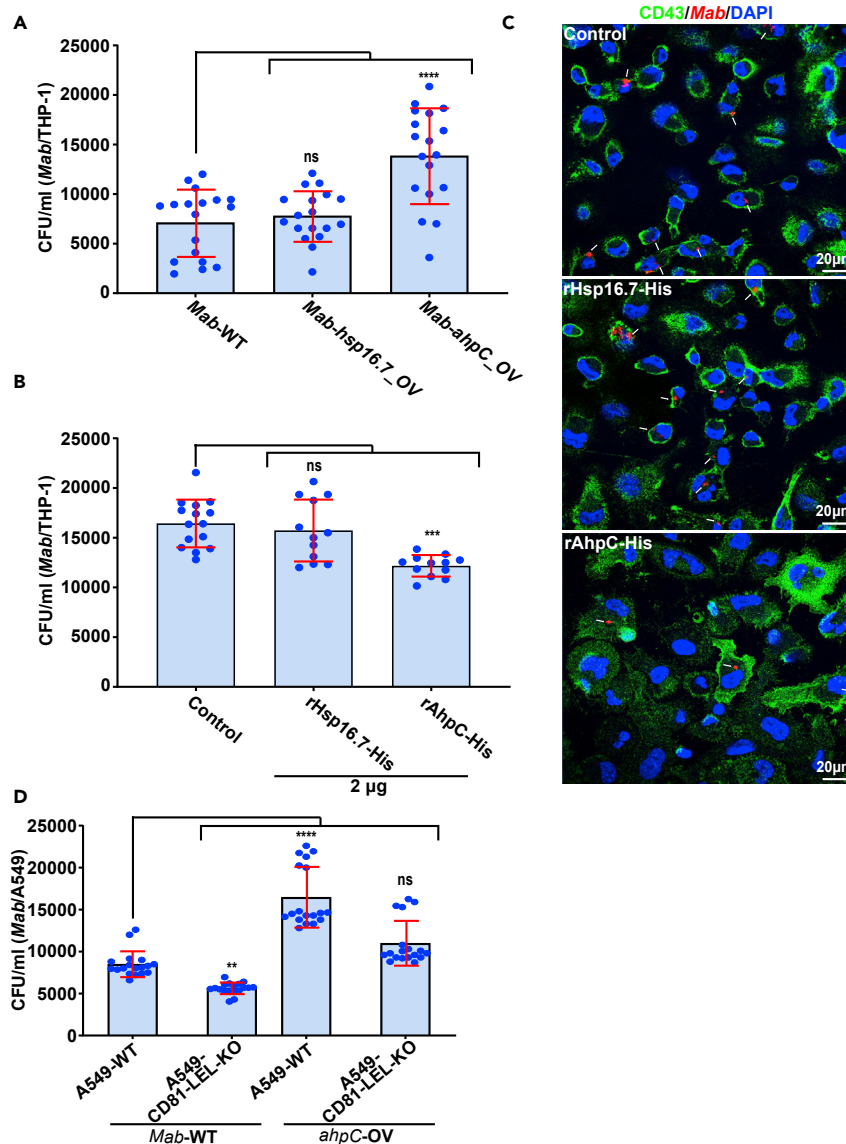 A
CFU/ml (Mab/THP-1)
25000
20000
15000
10000
5000
0
ns
****
Mab-WT
Mab-hsp16.7_OV
Mab-ahpC_OV
B
CFU/ml (Mab/THP-1)
25000
20000
15000
10000
5000
0
ns
***
Control
rHsp16.7-His
rAhpC-His
2 µg
C
CD43/Mab/DAPI
Control
20µm
rHsp16.7-His
20µm
rAhpC-His
20µm
D
CFU/ml (Mab/A549)
25000
20000
15000
10000
5000
0
**
****
ns
A549-WT
A549-
CD81-LEL-KO
A549-WT
A549-
CD81-LEL-KO
Mab-WT
ahpC-OV